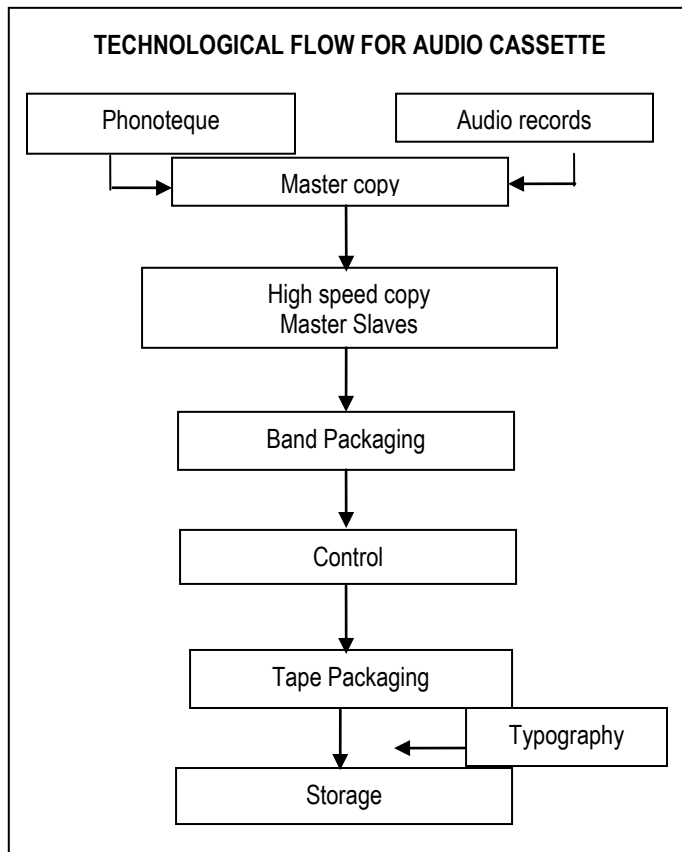 TECHNOLOGICAL FLOW FOR AUDIO CASSETTE
Phonoteque
Audio records
Master copy
High speed copy
Master Slaves
Band Packaging
Control
Tape Packaging
Typography
Storage